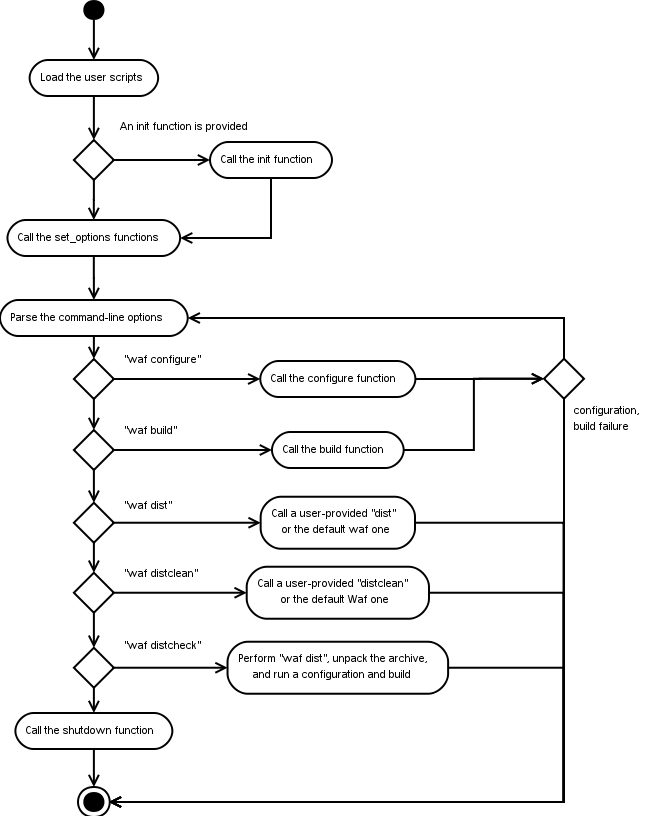 Load the user scripts
An init function is provided
Call the init function
Call the set_options functions
Parse the command-line options
"waf configure"
Call the configure function
configuration,
build failure
"waf build"
Call the build function
"waf dist"
Call a user-provided "dist"
or the default waf one
"waf distclean"
Call a user-provided "distclean"
or the default Waf one
"waf distcheck"
Perform "waf dist", unpack the archive,
and run a configuration and build
Call the shutdown function